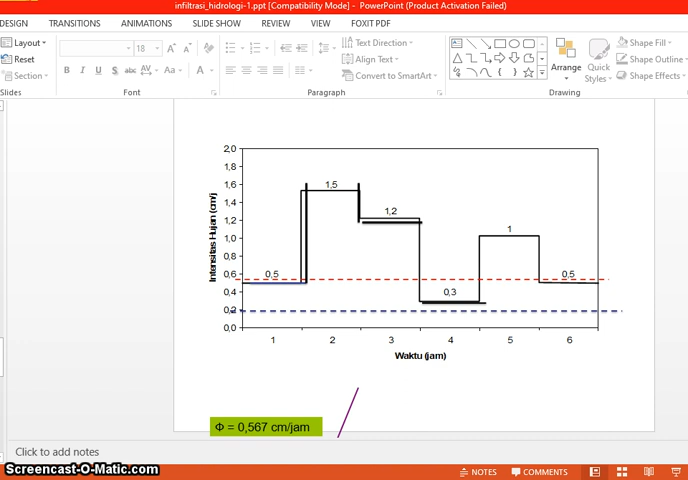 infiltrasi_hidrologi-1.ppt [Compatibility Mode] - PowerPoint (Product Activation Failed)
DESIGN TRANSITIONS ANIMATIONS SLIDE SHOW REVIEW VIEW FOXIT PDF
Layout
Reset
Section
18
B I U S abc AV Aa A
Text Direction
Align Text
Convert to SmartArt
Arrange
Quick Styles
Shape Fill
Shape Outline
Shape Effects
Slides Font Paragraph Drawing
2,0
1,8
1,6
1,4
1,2
1,0
0,8
0,6
0,4
0,2
0,0
Intensitas Hujan (cm/j
0,5 1,5 1,2 0,3 1 0,5
1 2 3 4 5 6
Waktu (jam)
Φ = 0,567 cm/jam
Click to add notes
Screencast-O-Matic.com
NOTES COMMENTS